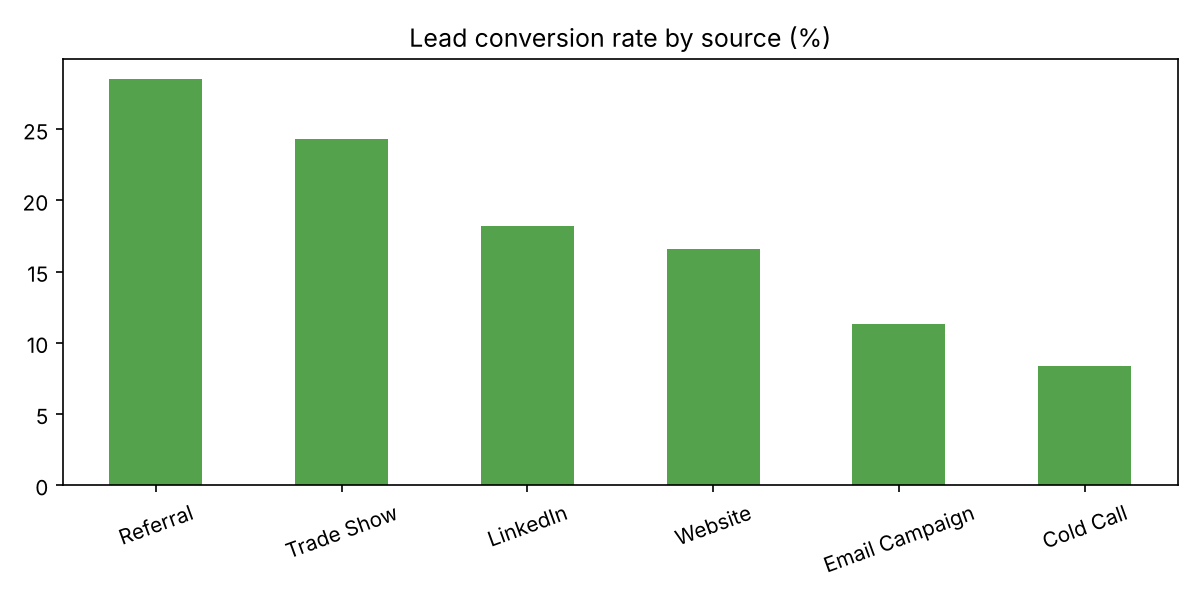 Lead conversion rate by source (%)
25
20
15
10
5
0
Referral
Trade Show
LinkedIn
Website
Email Campaign
Cold Call